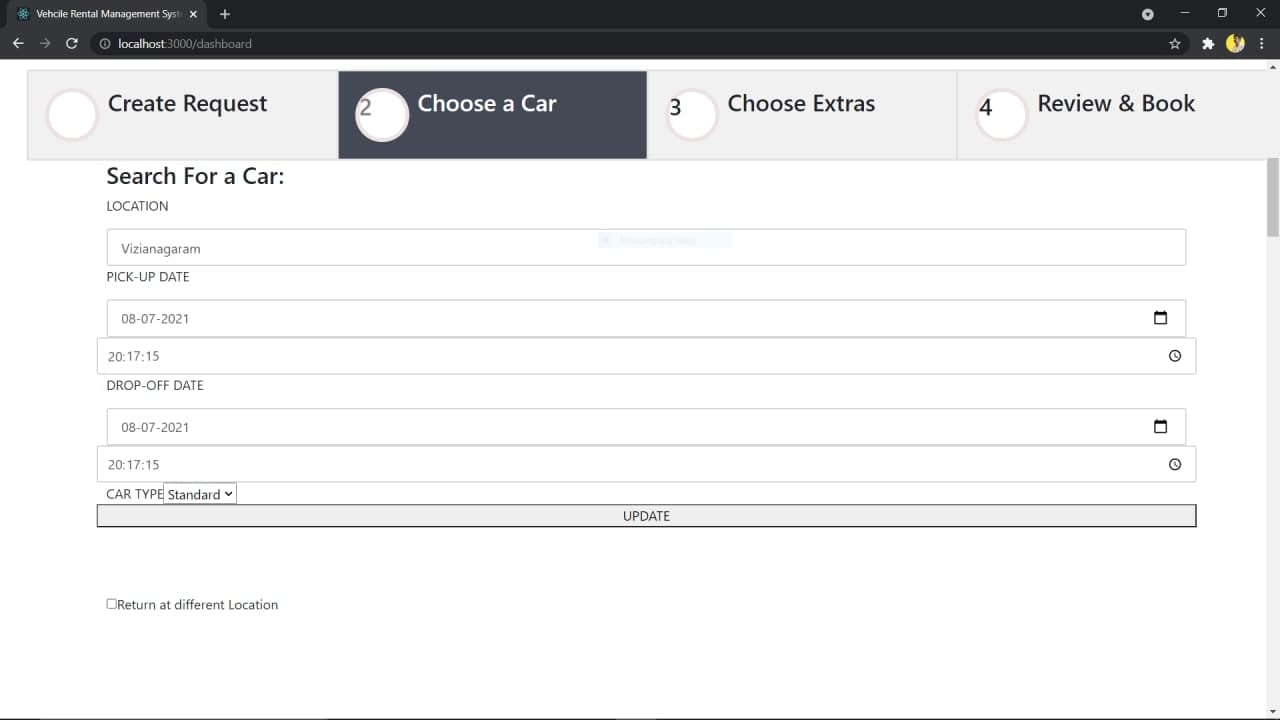 Vehcile Rental Management Syst
localhost:3000/dashboard
Create Request
2 Choose a Car
3 Choose Extras
4 Review & Book
Search For a Car:
LOCATION
Vizianagaram
PICK-UP DATE
08-07-2021
20:17:15
DROP-OFF DATE
08-07-2021
20:17:15
CAR TYPE Standard
UPDATE
Return at different Location